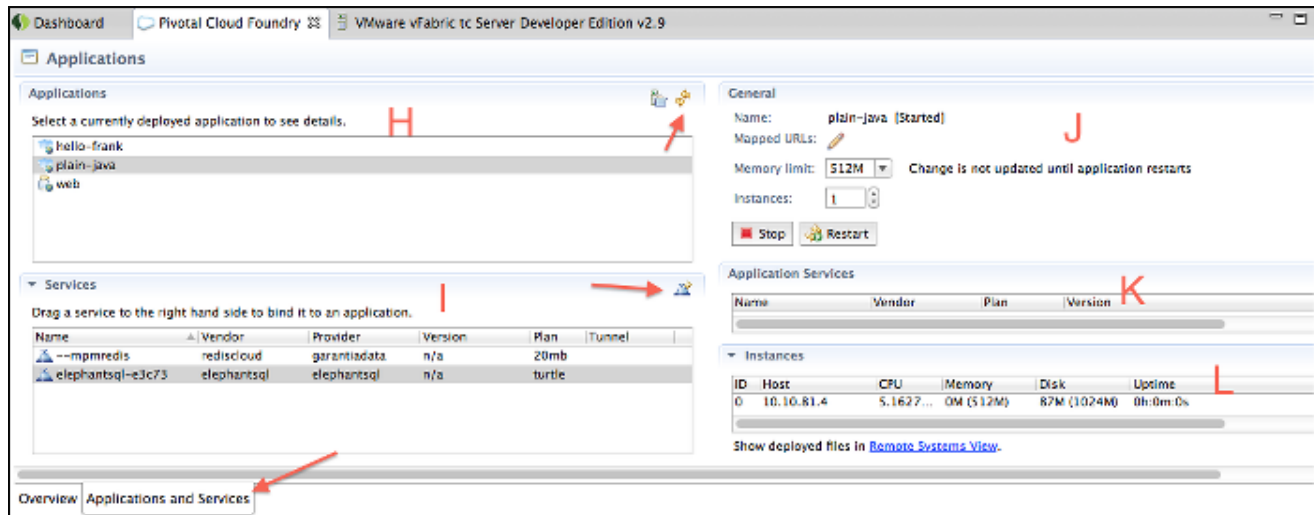 Dashboard Pivotal Cloud Foundry VMware vFabric tc Server Developer Edition v2.9
Applications
Applications
H
Select a currently deployed application to see details.
hello-frank
plain-java
web
Services
I
Drag a service to the right hand side to bind it to an application.
Name Vendor Provider Version Plan Tunnel
--mpmredis rediscloud garantiadata n/a 20mb
elephantsql-e3c73 elephantsql elephantsql n/a turtle
General
J
Name: plain-java [Started]
Mapped URLs:
Memory limit: 512M Change is not updated until application restarts
Instances: 1
Stop Restart
Application Services
K
Name Vendor Plan Version
Instances
L
ID Host CPU Memory Disk Uptime
0 10.10.81.4 5.1627... 0M (512M) 87M (1024M) 0h:0m:0s
Show deployed files in Remote Systems View.
Overview Applications and Services